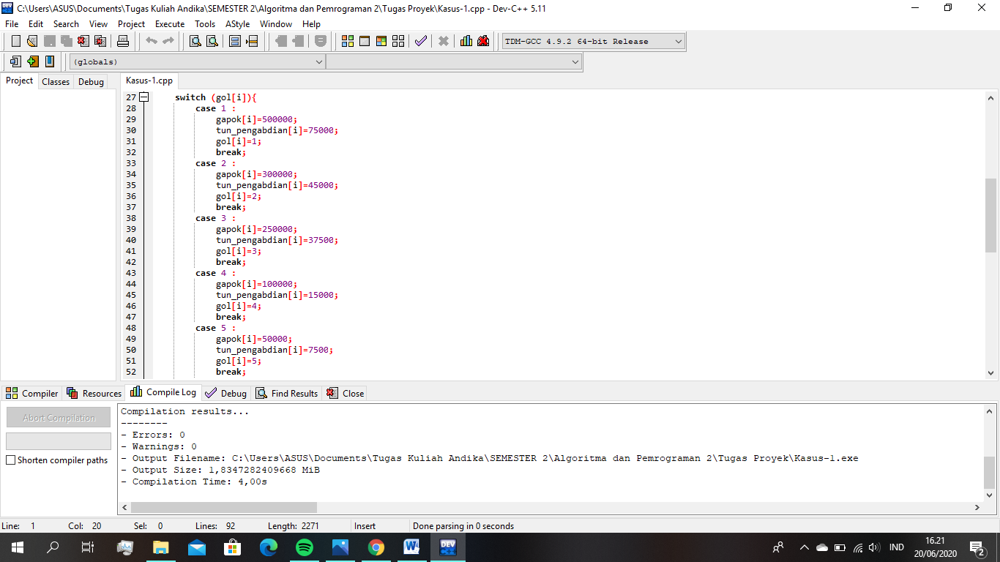 C:\Users\ASUS\Documents\Tugas Kuliah Andika\SEMESTER 2\Algoritma dan Pemrograman 2\Tugas Proyek\Kasus-1.cpp - Dev-C++ 5.11
File Edit Search View Project Execute Tools AStyle Window Help
TDM-GCC 4.9.2 64-bit Release
(globals)
Project Classes Debug Kasus-1.cpp
27 switch (gol[i]){
28 case 1 :
29 gapok[i]=500000;
30 tun_pengabdian[i]=75000;
31 gol[i]=1;
32 break;
33 case 2 :
34 gapok[i]=300000;
35 tun_pengabdian[i]=45000;
36 gol[i]=2;
37 break;
38 case 3 :
39 gapok[i]=250000;
40 tun_pengabdian[i]=37500;
41 gol[i]=3;
42 break;
43 case 4 :
44 gapok[i]=100000;
45 tun_pengabdian[i]=15000;
46 gol[i]=4;
47 break;
48 case 5 :
49 gapok[i]=50000;
50 tun_pengabdian[i]=7500;
51 gol[i]=5;
52 break;
Compiler Resources Compile Log Debug Find Results Close
Abort Compilation
Shorten compiler paths
Compilation results...
--------
- Errors: 0
- Warnings: 0
- Output Filename: C:\Users\ASUS\Documents\Tugas Kuliah Andika\SEMESTER 2\Algoritma dan Pemrograman 2\Tugas Proyek\Kasus-1.exe
- Output Size: 1,8347282409668 MiB
- Compilation Time: 4,00s
Line: 1 Col: 20 Sel: 0 Lines: 92 Length: 2271 Insert Done parsing in 0 seconds
DEV
IND
16.21
20/06/2020
2